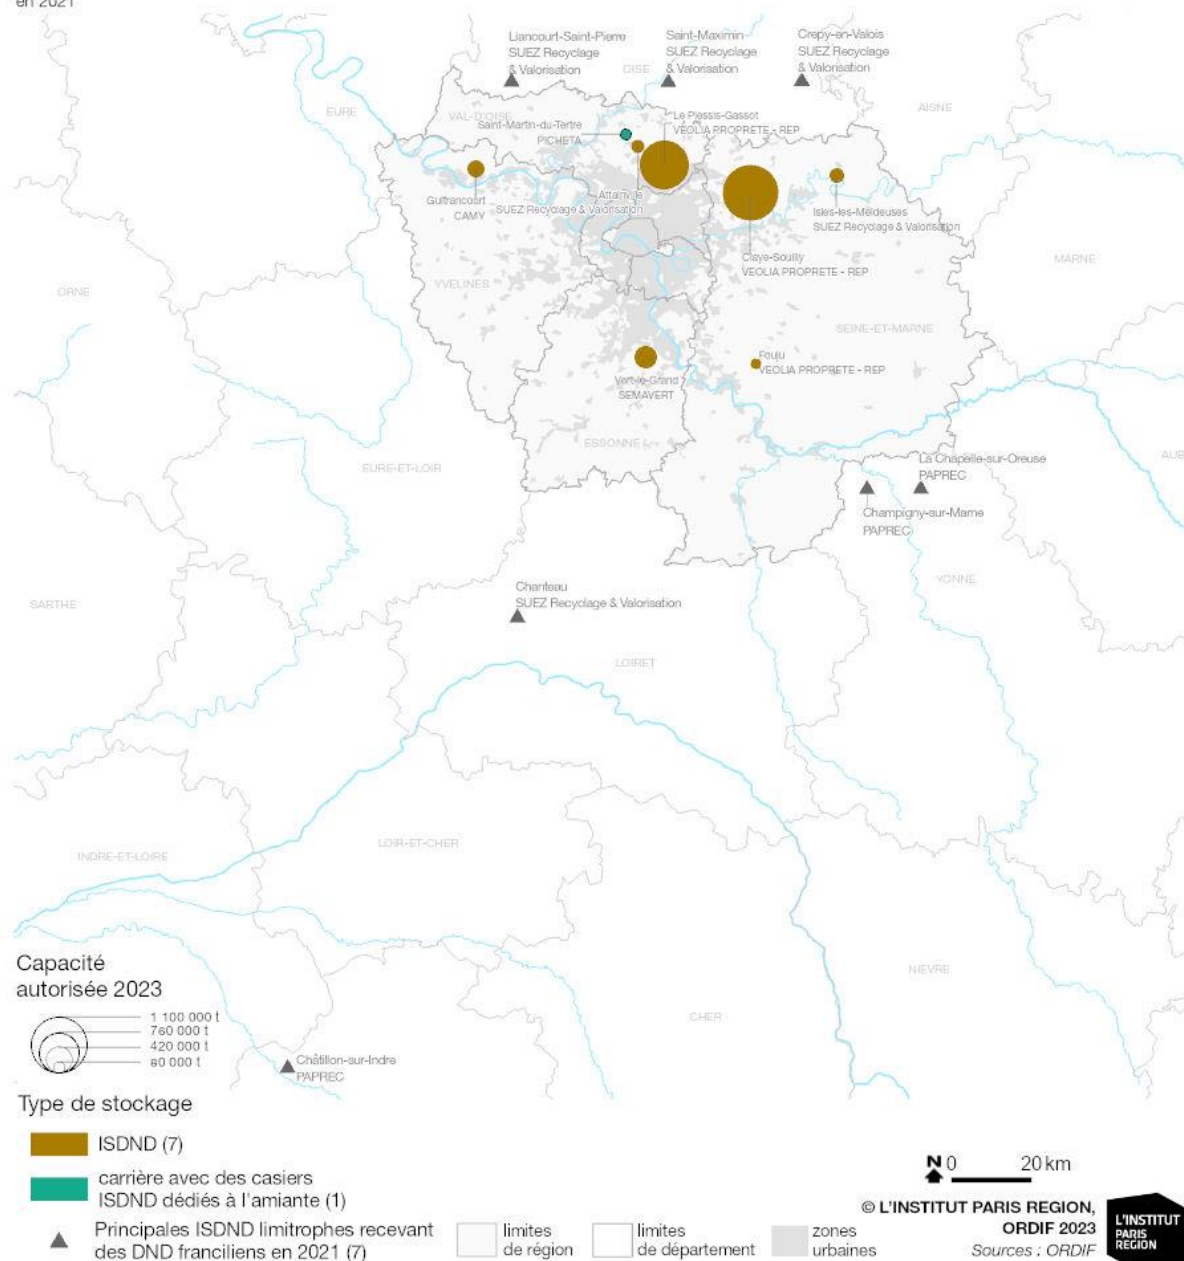 en 2021
Liancourt-Saint-Pierre
SUEZ Recyclage
& Valorisation
Saint-Maximin
SUEZ Recyclage
& Valorisation
Crepy-en-Valois
SUEZ Recyclage
& Valorisation
OISE
AISNE
EURE
VAL-D'OISE
Saint-Martin-du-Tertre
PICHETA
Le Plessis-Gassot
VEOLIA PROPRETE - REP
Guitrancourt
CAMY
Attainville
SUEZ Recyclage & Valorisation
Isles-les-Meldeuses
SUEZ Recyclage & Valorisation
Claye-Souilly
VEOLIA PROPRETE - REP
MARNE
ORNE
YVELINES
SEINE-ET-MARNE
Fouju
VEOLIA PROPRETE - REP
Vert-le-Grand
SEMAVERT
ESSONNE
EURE-ET-LOIR
La Chapelle-sur-Oreuse
PAPREC
AUB
Champigny-sur-Marne
PAPREC
YONNE
Chanteau
SUEZ Recyclage & Valorisation
SARTHE
LOIRET
INDRE-ET-LOIRE
LOIR-ET-CHER
NIEVRE
CHER
Capacité
autorisée 2023
1 100 000 t
760 000 t
420 000 t
80 000 t
Châtillon-sur-Indre
PAPREC
Type de stockage
ISDND (7)
carrière avec des casiers
ISDND dédiés à l'amiante (1)
Principales ISDND limitrophes recevant
des DND franciliens en 2021 (7)
limites
de région
limites
de département
zones
urbaines
N 0 20 km
© L'INSTITUT PARIS REGION,
ORDIF 2023
Sources : ORDIF
L'INSTITUT
PARIS
REGION